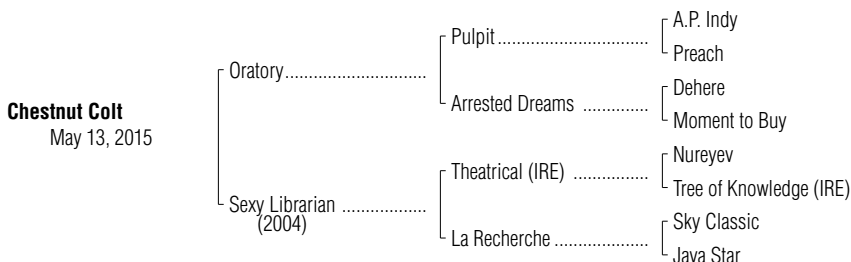 A.P. Indy
Pulpit..................................
Preach
Oratory................................
Dehere
Arrested Dreams ...............
Moment to Buy
Chestnut Colt
May 13, 2015
Nureyev
Theatrical (IRE) .................
Tree of Knowledge (IRE)
Sexy Librarian ...................
(2004)
Sky Classic
La Recherche .....................
Java Star